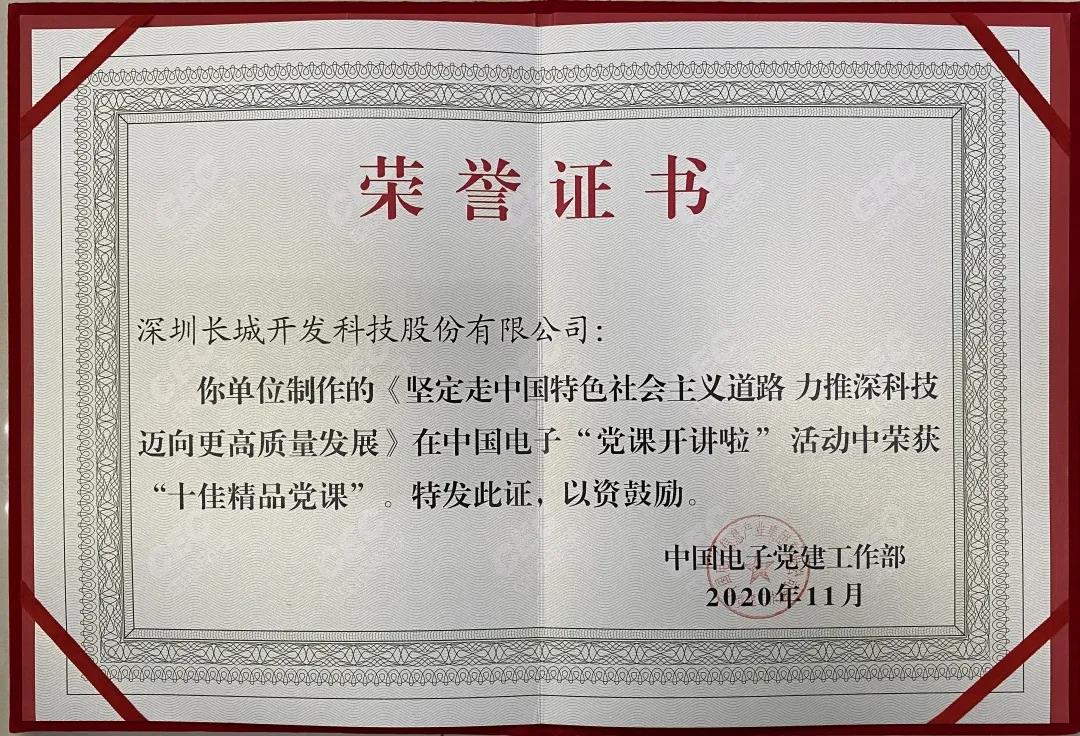 荣誉证书
深圳长城开发科技股份有限公司：
你单位制作的《坚定走中国特色社会主义道路 力推深科技
迈向更高质量发展》在中国电子“党课开讲啦”活动中荣获
“十佳精品党课”。特发此证，以资鼓励。
中国电子党建工作部
2020年11月